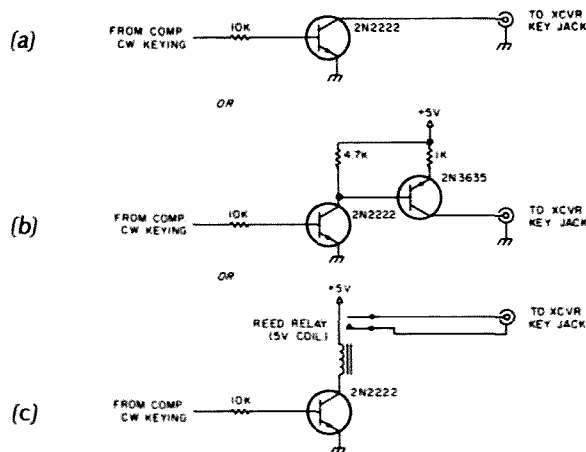 (a)
FROM COMP.
CW KEYING
10K
2N2222
TO XCVR
KEY JACK
OR
(b)
+5V
4.7K
1K
2N3635
FROM COMP.
CW KEYING
10K
2N2222
TO XCVR
KEY JACK
OR
(c)
+5V
REED RELAY
(5V COIL)
TO XCVR
KEY JACK
FROM COMP.
CW KEYING
10K
2N2222